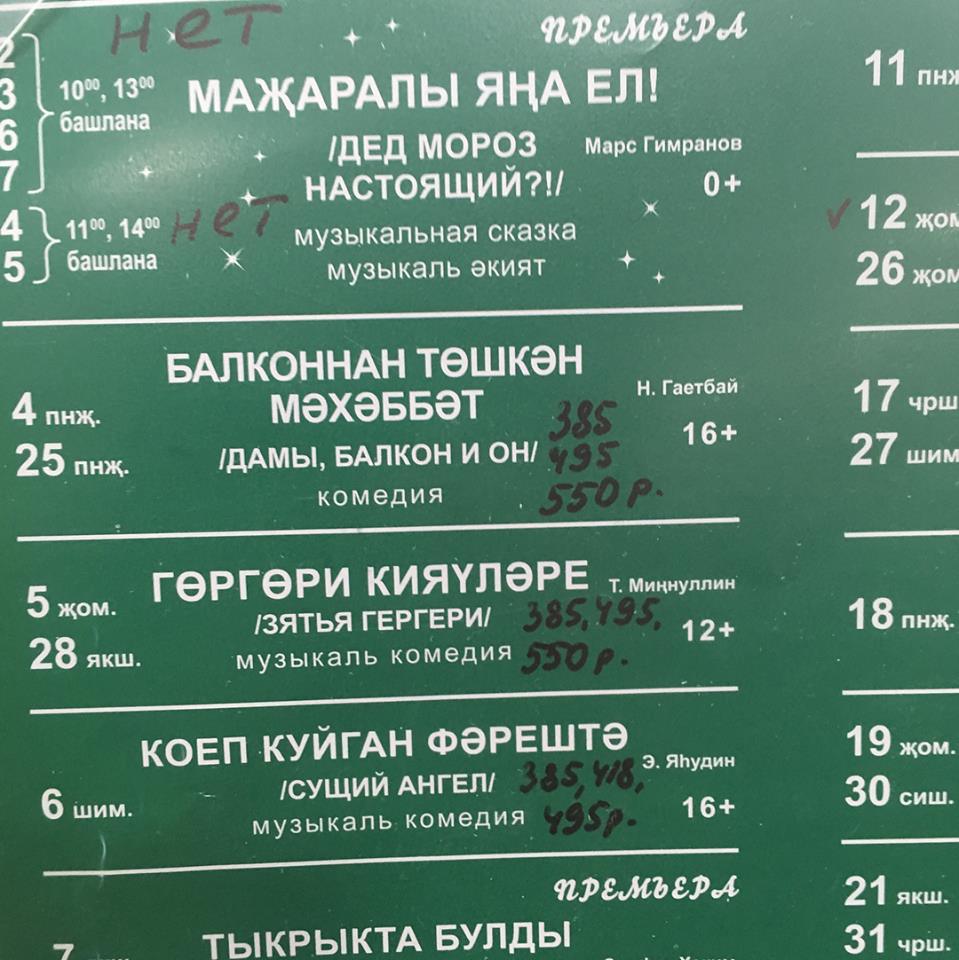 нет
ПРЕМЬЕРА
2
3
6
7
10⁰⁰, 13⁰⁰
башлана
МАҖАРАЛЫ ЯҢА ЕЛ!
/ДЕД МОРОЗ
НАСТОЯЩИЙ?!/
Марс Гимранов
0+
4
5
11⁰⁰, 14⁰⁰
башлана
нет
музыкальная сказка
музыкаль әкият
4 пнҗ.
25 пнҗ.
БАЛКОННАН ТӨШКӘН
МӘХӘББӘТ
Н. Гаетбай
/ДАМЫ, БАЛКОН И ОН/
комедия
385
495
550 р.
16+
5 җом.
28 якш.
ГӨРГӨРИ КИЯҮЛӘРЕ
Т. Миңнуллин
/ЗЯТЬЯ ГЕРГЕРИ/
музыкаль комедия
385, 495,
550 р.
12+
6 шим.
КОЕП КУЙГАН ФӘРЕШТӘ
Э. Яһудин
/СУЩИЙ АНГЕЛ/
музыкаль комедия
385, 418,
495р.
16+
ПРЕМЬЕРА
7
ТЫКРЫКТА БУЛДЫ
11 пнҗ
12 җом
26 җом
17 чрш
27 шим
18 пнҗ.
19 җом.
30 сиш.
21 якш.
31 чрш.